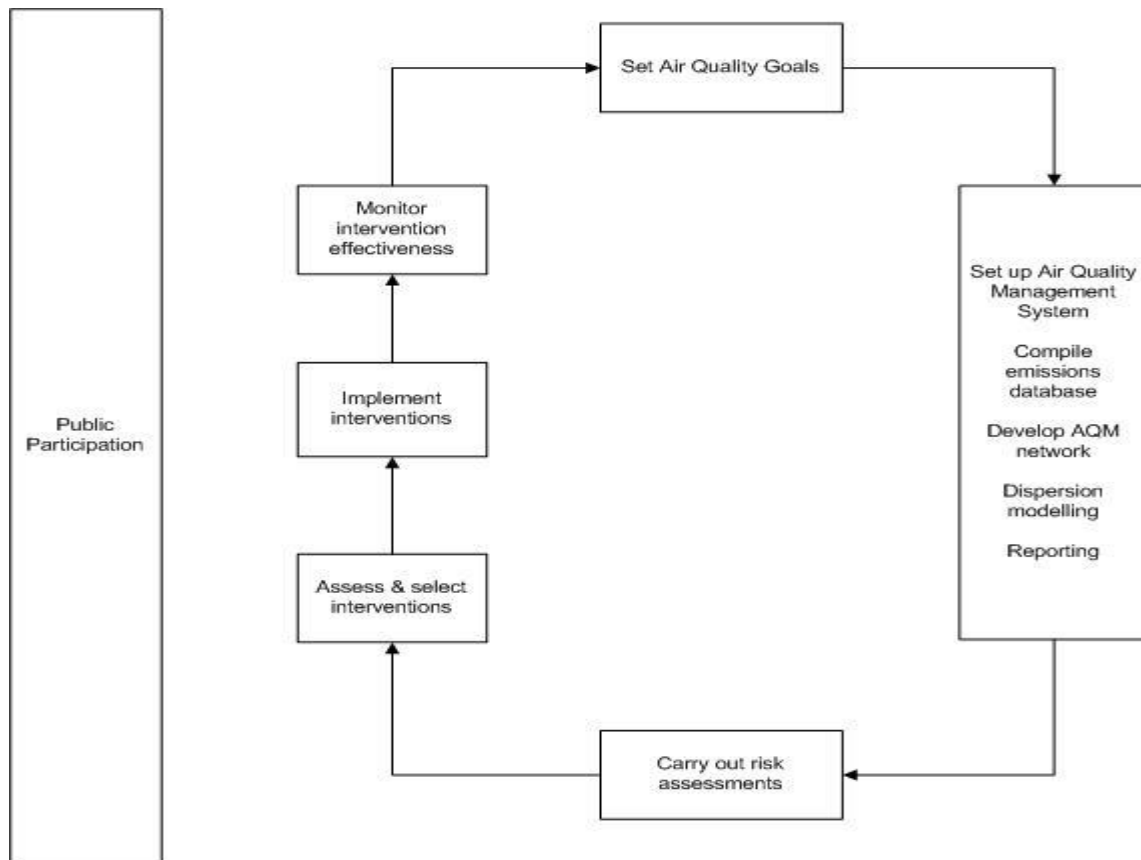 Public
Participation
Set Air Quality Goals
Set up Air Quality
Management
System
Compile
emissions
database
Develop AQM
network
Dispersion
modelling
Reporting
Carry out risk
assessments
Assess & select
interventions
Implement
interventions
Monitor
intervention
effectiveness